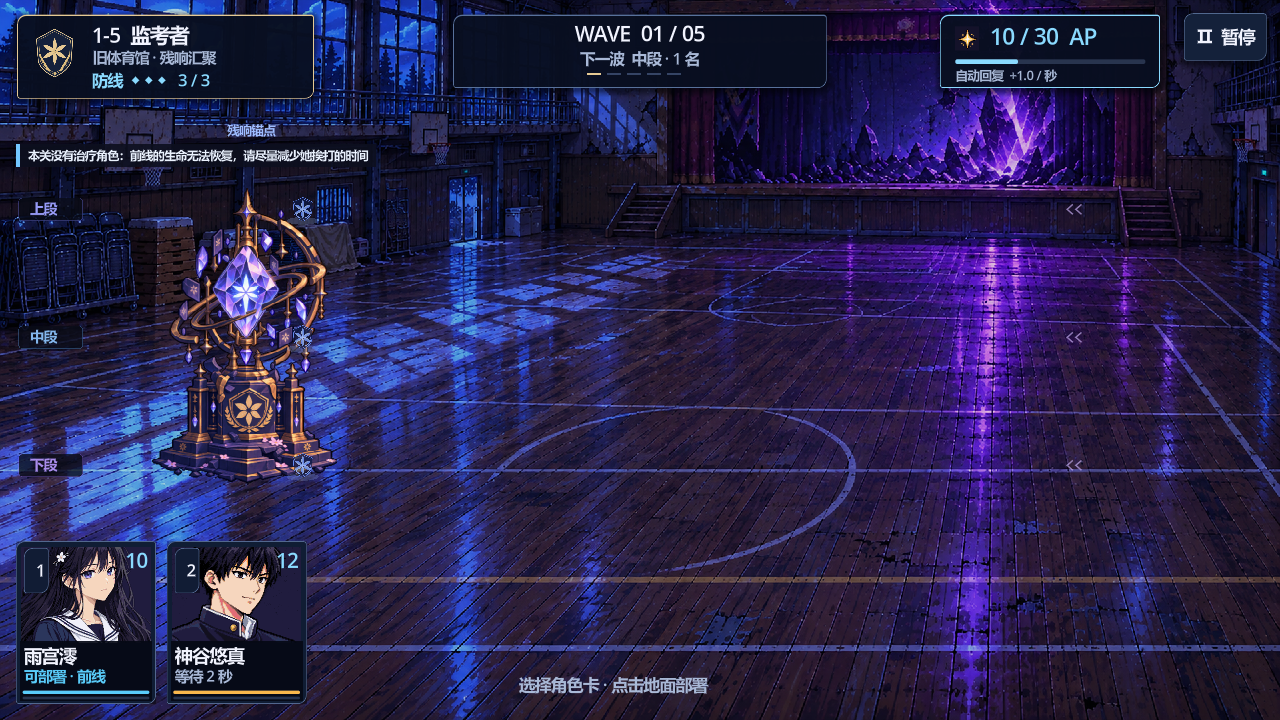 1-5 监考者
旧体育馆 · 残响汇聚
防线 3 / 3
WAVE 01 / 05
下一波 中段 · 1 名
10 / 30 AP
自动回复 +1.0 / 秒
暂停
残响锚点
本关没有治疗角色：前线的生命无法恢复，请尽量减少她挨打的时间
上段
中段
下段
1
10
雨宫澪
可部署 · 前线
2
12
神谷悠真
等待 2 秒
选择角色卡 · 点击地面部署